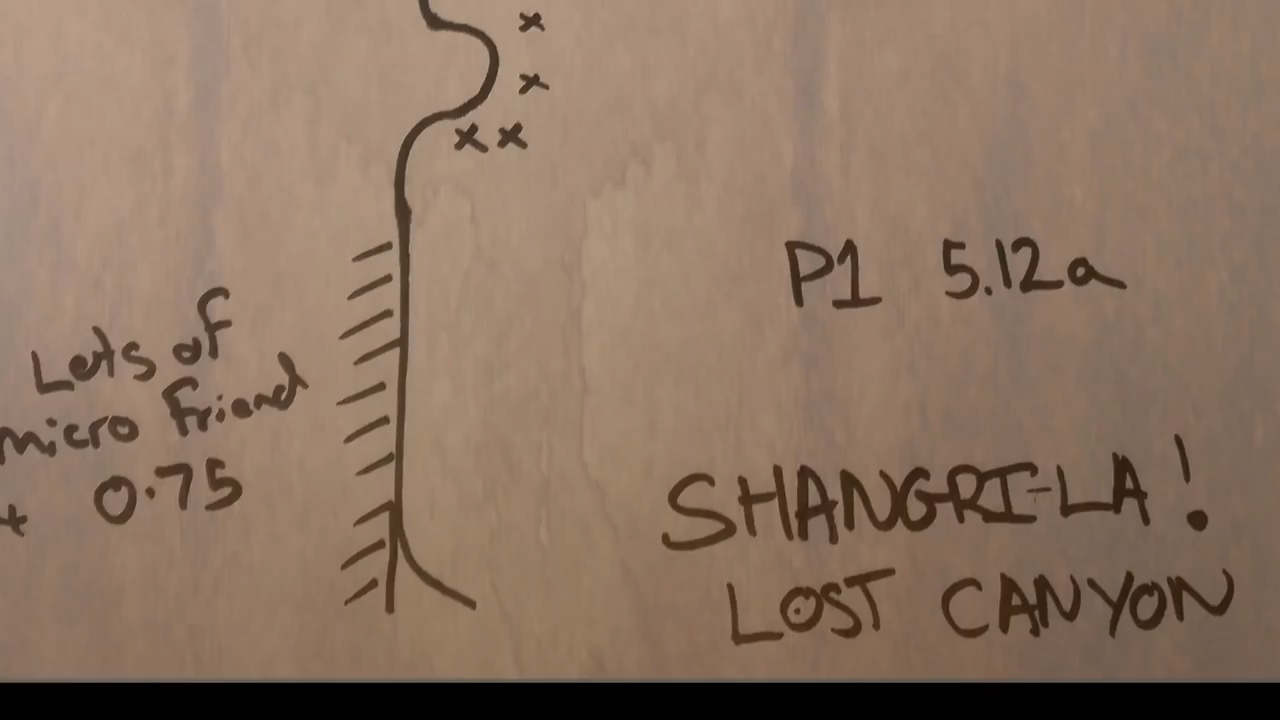 x
x
x x
P1 5.12a
Lots of
micro friend
+ 0.75
SHANGRI-LA!
LOST CANYON